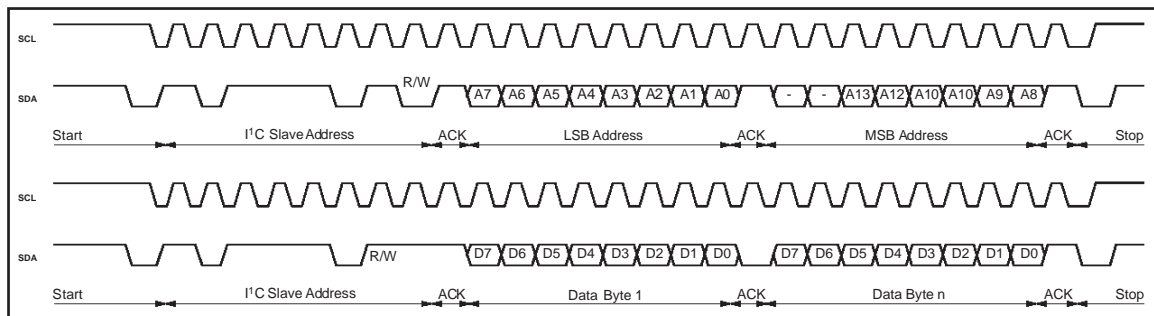 SCL
R/W
SDA A7 A6 A5 A4 A3 A2 A1 A0 - - A13 A12 A10 A10 A9 A8
Start I¹C Slave Address ACK LSB Address ACK MSB Address ACK Stop
SCL
SDA R/W D7 D6 D5 D4 D3 D2 D1 D0 D7 D6 D5 D4 D3 D2 D1 D0
Start I¹C Slave Address ACK Data Byte 1 ACK Data Byte n ACK Stop